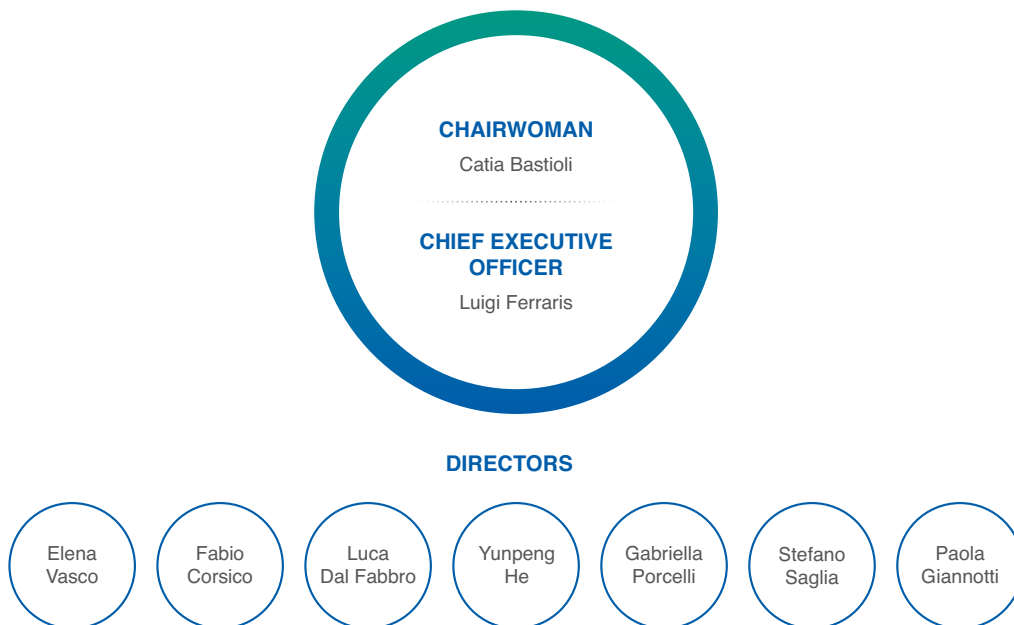 CHAIRWOMAN
Catia Bastioli
CHIEF EXECUTIVE
OFFICER
Luigi Ferraris
DIRECTORS
Elena
Vasco
Fabio
Corsico
Luca
Dal Fabbro
Yunpeng
He
Gabriella
Porcelli
Stefano
Saglia
Paola
Giannotti